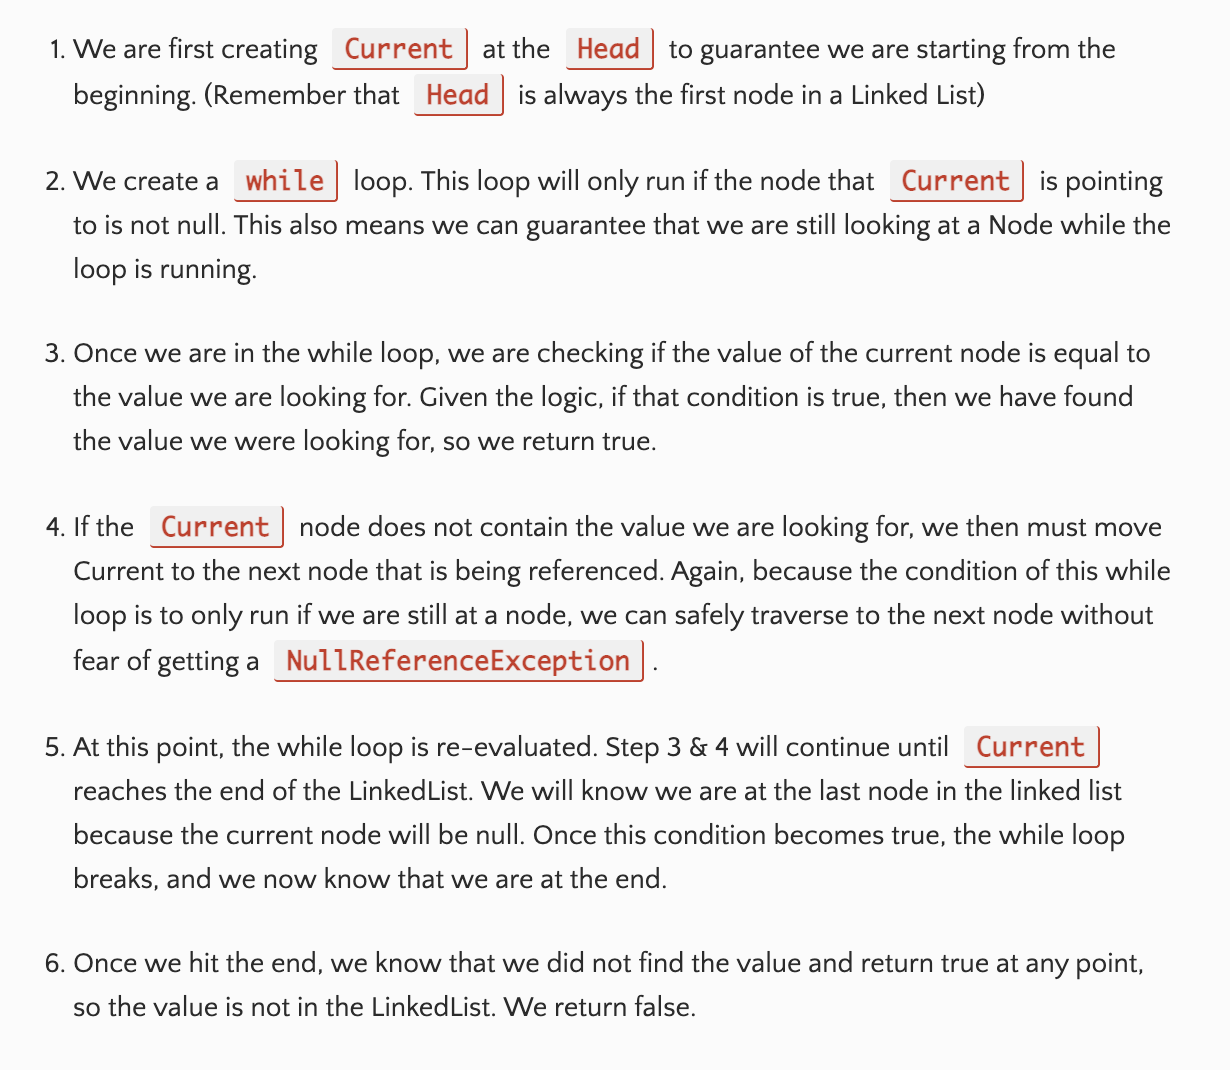 1. We are first creating Current at the Head to guarantee we are starting from the
beginning. (Remember that Head is always the first node in a Linked List)
2. We create a while loop. This loop will only run if the node that Current is pointing
to is not null. This also means we can guarantee that we are still looking at a Node while the
loop is running.
3. Once we are in the while loop, we are checking if the value of the current node is equal to
the value we are looking for. Given the logic, if that condition is true, then we have found
the value we were looking for, so we return true.
4. If the Current node does not contain the value we are looking for, we then must move
Current to the next node that is being referenced. Again, because the condition of this while
loop is to only run if we are still at a node, we can safely traverse to the next node without
fear of getting a NullReferenceException .
5. At this point, the while loop is re-evaluated. Step 3 & 4 will continue until Current
reaches the end of the LinkedList. We will know we are at the last node in the linked list
because the current node will be null. Once this condition becomes true, the while loop
breaks, and we now know that we are at the end.
6. Once we hit the end, we know that we did not find the value and return true at any point,
so the value is not in the LinkedList. We return false.